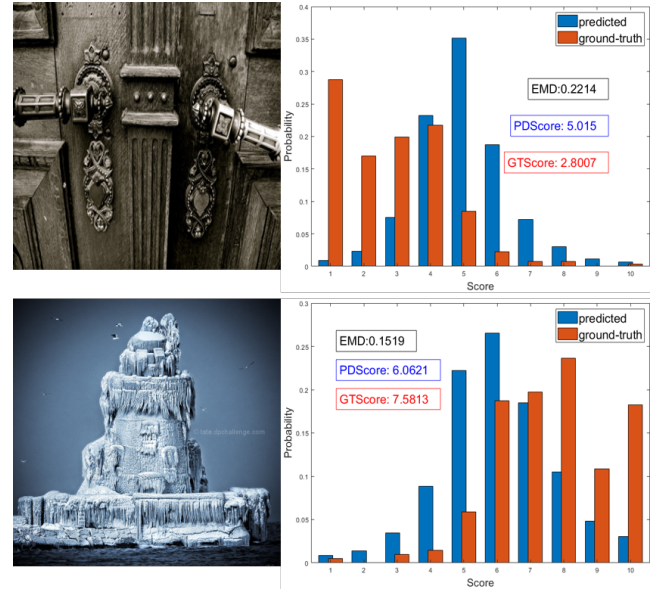 predicted
ground-truth
EMD:0.2214
PDScore: 5.015
GTScore: 2.8007
Probability
0.4
0.35
0.3
0.25
0.2
0.15
0.1
0.05
0
1 2 3 4 5 6 7 8 9 10
Score
predicted
ground-truth
EMD:0.1519
PDScore: 6.0621
GTScore: 7.5813
Probability
0.3
0.25
0.2
0.15
0.1
0.05
0
1 2 3 4 5 6 7 8 9 10
Score